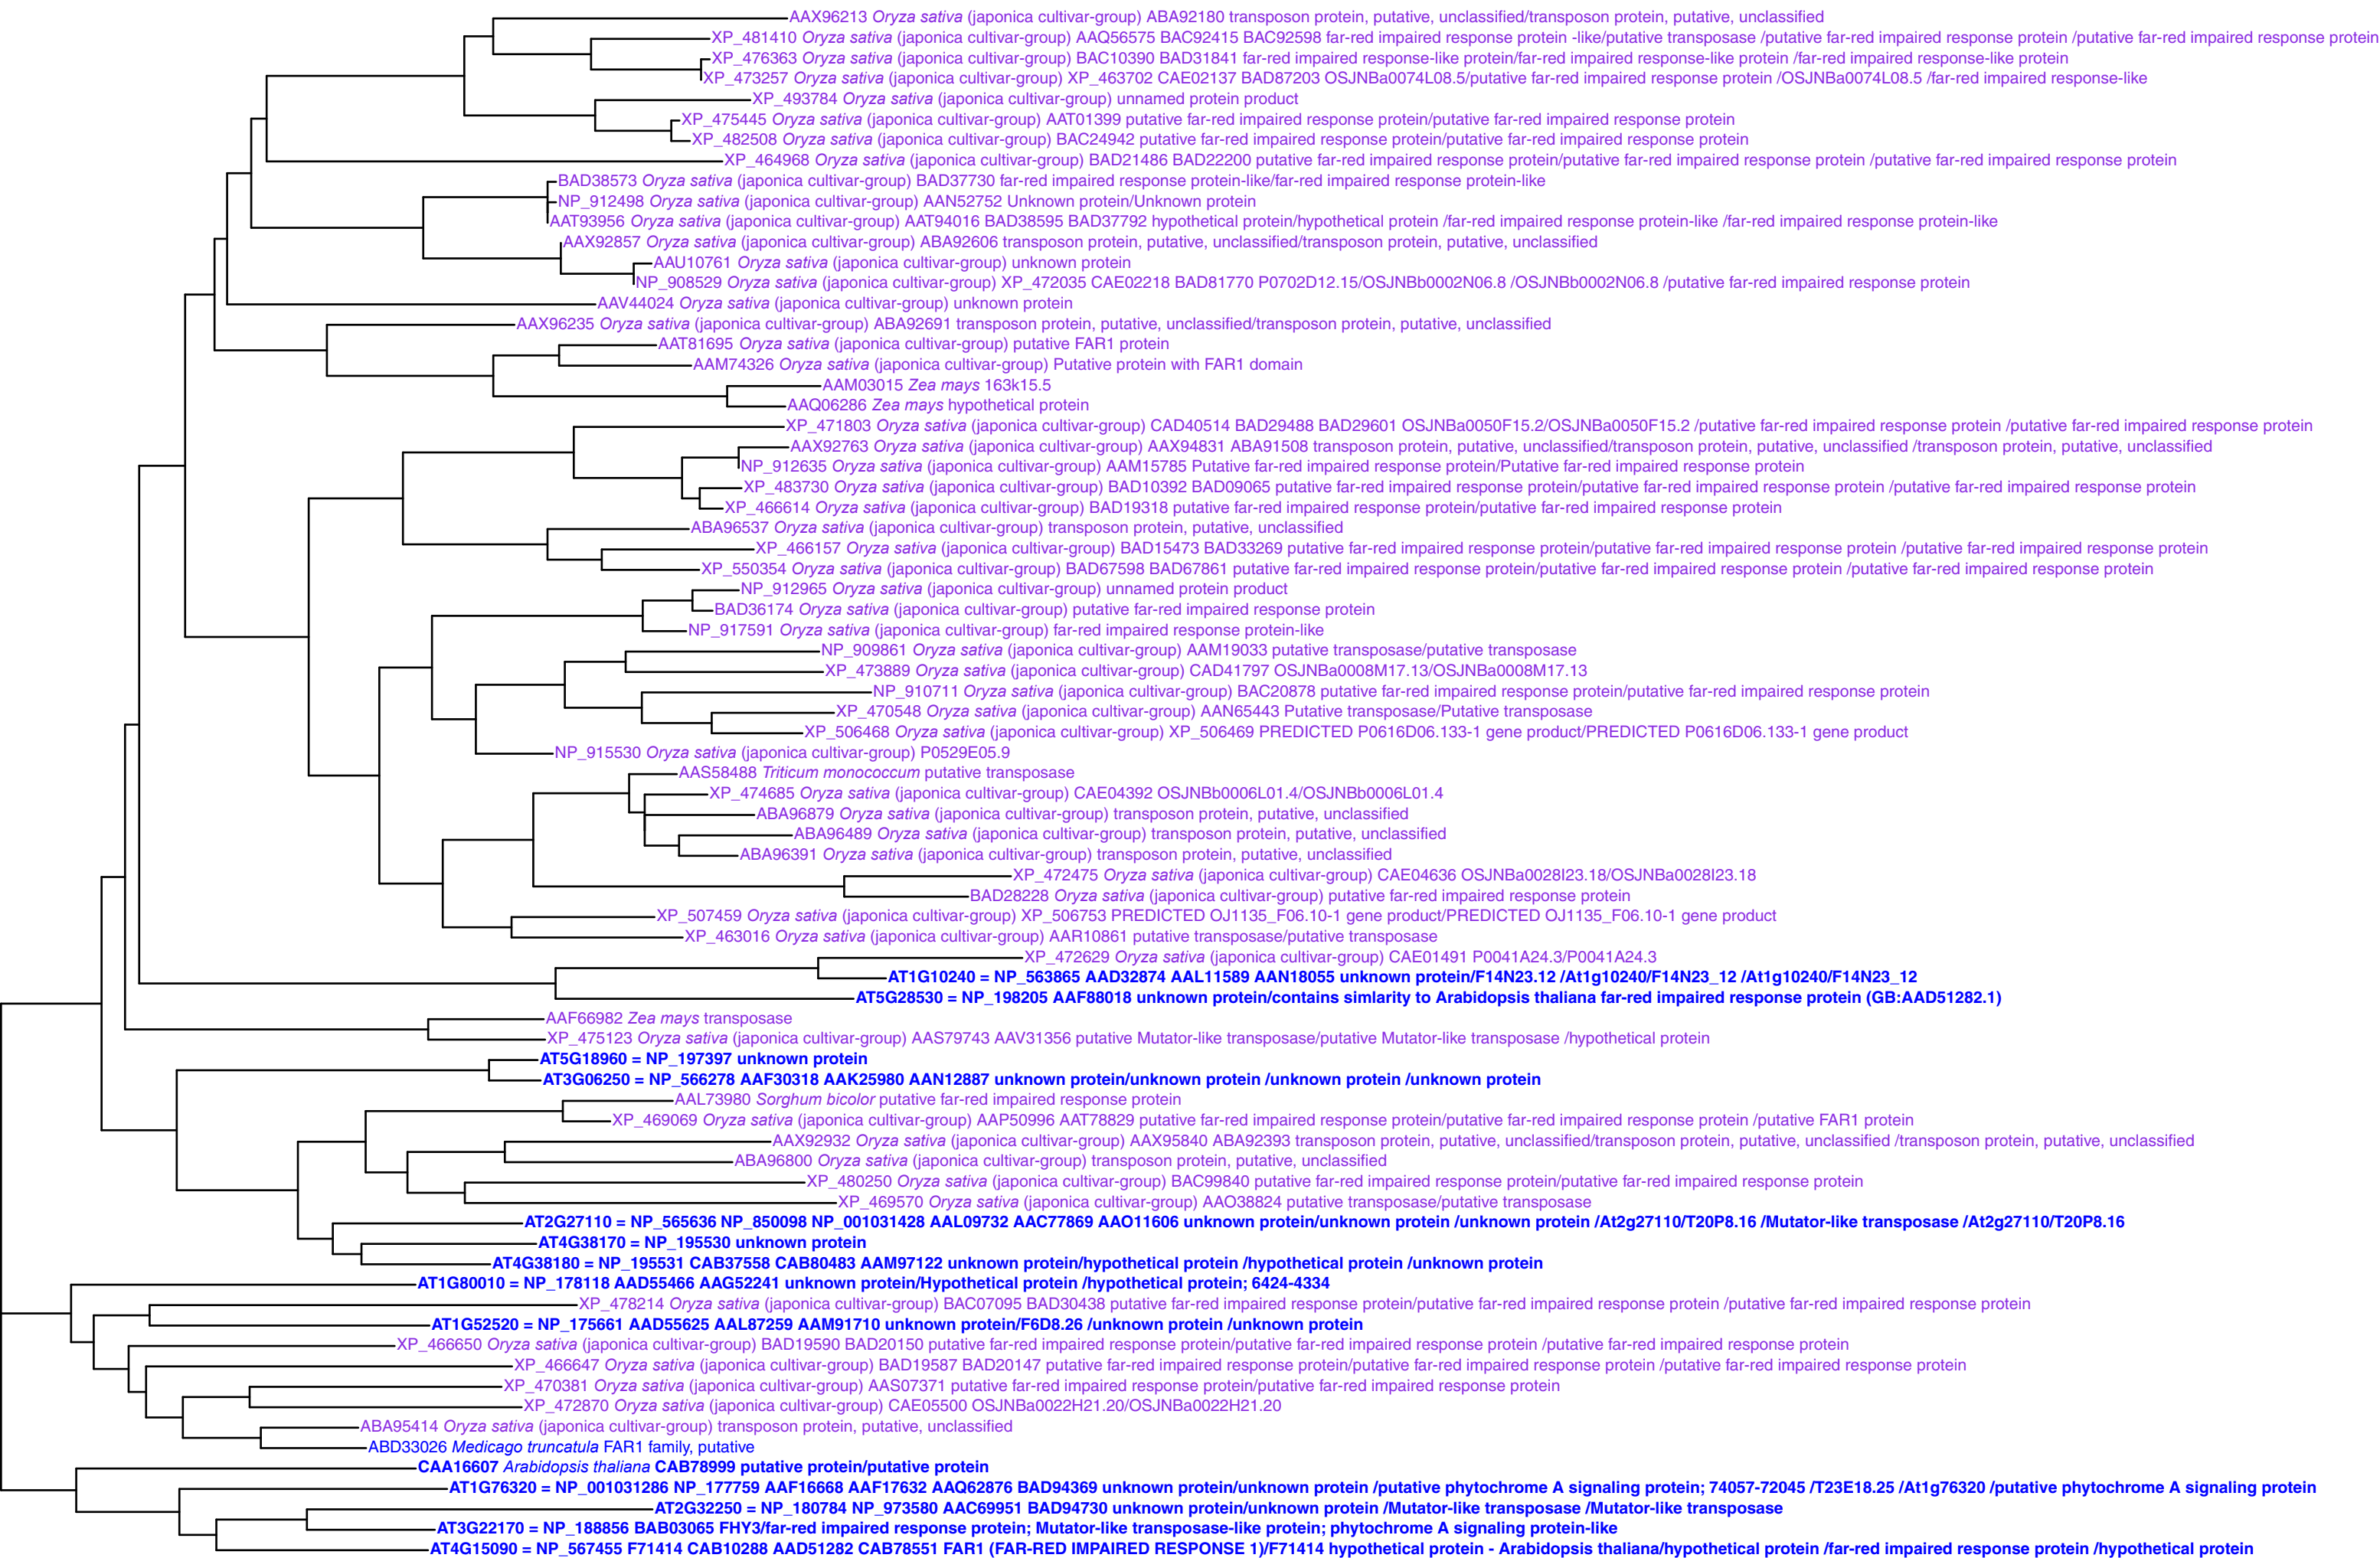 AAX96213 Oryza sativa (japonica cultivar-group) ABA92180 transposon protein, putative, unclassified/transposon protein, putative, unclassified
XP_481410 Oryza sativa (japonica cultivar-group) AAQ56575 BAC92415 BAC92598 far-red impaired response protein -like/putative transposase /putative far-red impaired response protein /putative far-red impaired response protein
XP_476363 Oryza sativa (japonica cultivar-group) BAC10390 BAD31841 far-red impaired response-like protein/far-red impaired response-like protein /far-red impaired response-like protein
XP_473257 Oryza sativa (japonica cultivar-group) XP_463702 CAE02137 BAD87203 OSJNBa0074L08.5/putative far-red impaired response protein /OSJNBa0074L08.5 /far-red impaired response-like
XP_493784 Oryza sativa (japonica cultivar-group) unnamed protein product
XP_475445 Oryza sativa (japonica cultivar-group) AAT01399 putative far-red impaired response protein/putative far-red impaired response protein
XP_482508 Oryza sativa (japonica cultivar-group) BAC24942 putative far-red impaired response protein/putative far-red impaired response protein
XP_464968 Oryza sativa (japonica cultivar-group) BAD21486 BAD22200 putative far-red impaired response protein/putative far-red impaired response protein /putative far-red impaired response protein
BAD38573 Oryza sativa (japonica cultivar-group) BAD37730 far-red impaired response protein-like/far-red impaired response protein-like
NP_912498 Oryza sativa (japonica cultivar-group) AAN52752 Unknown protein/Unknown protein
AAT93956 Oryza sativa (japonica cultivar-group) AAT94016 BAD38595 BAD37792 hypothetical protein/hypothetical protein /far-red impaired response protein-like /far-red impaired response protein-like
AAX92857 Oryza sativa (japonica cultivar-group) ABA92606 transposon protein, putative, unclassified/transposon protein, putative, unclassified
AAU10761 Oryza sativa (japonica cultivar-group) unknown protein
NP_908529 Oryza sativa (japonica cultivar-group) XP_472035 CAE02218 BAD81770 P0702D12.15/OSJNBb0002N06.8 /OSJNBb0002N06.8 /putative far-red impaired response protein
AAV44024 Oryza sativa (japonica cultivar-group) unknown protein
AAX96235 Oryza sativa (japonica cultivar-group) ABA92691 transposon protein, putative, unclassified/transposon protein, putative, unclassified
AAT81695 Oryza sativa (japonica cultivar-group) putative FAR1 protein
AAM74326 Oryza sativa (japonica cultivar-group) Putative protein with FAR1 domain
AAM03015 Zea mays 163k15.5
AAQ06286 Zea mays hypothetical protein
XP_471803 Oryza sativa (japonica cultivar-group) CAD40514 BAD29488 BAD29601 OSJNBa0050F15.2/OSJNBa0050F15.2 /putative far-red impaired response protein /putative far-red impaired response protein
AAX92763 Oryza sativa (japonica cultivar-group) AAX94831 ABA91508 transposon protein, putative, unclassified/transposon protein, putative, unclassified /transposon protein, putative, unclassified
NP_912635 Oryza sativa (japonica cultivar-group) AAM15785 Putative far-red impaired response protein/Putative far-red impaired response protein
XP_483730 Oryza sativa (japonica cultivar-group) BAD10392 BAD09065 putative far-red impaired response protein/putative far-red impaired response protein /putative far-red impaired response protein
XP_466614 Oryza sativa (japonica cultivar-group) BAD19318 putative far-red impaired response protein/putative far-red impaired response protein
ABA96537 Oryza sativa (japonica cultivar-group) transposon protein, putative, unclassified
XP_466157 Oryza sativa (japonica cultivar-group) BAD15473 BAD33269 putative far-red impaired response protein/putative far-red impaired response protein /putative far-red impaired response protein
XP_550354 Oryza sativa (japonica cultivar-group) BAD67598 BAD67861 putative far-red impaired response protein/putative far-red impaired response protein /putative far-red impaired response protein
NP_912965 Oryza sativa (japonica cultivar-group) unnamed protein product
BAD36174 Oryza sativa (japonica cultivar-group) putative far-red impaired response protein
NP_917591 Oryza sativa (japonica cultivar-group) far-red impaired response protein-like
NP_909861 Oryza sativa (japonica cultivar-group) AAM19033 putative transposase/putative transposase
XP_473889 Oryza sativa (japonica cultivar-group) CAD41797 OSJNBa0008M17.13/OSJNBa0008M17.13
NP_910711 Oryza sativa (japonica cultivar-group) BAC20878 putative far-red impaired response protein/putative far-red impaired response protein
XP_470548 Oryza sativa (japonica cultivar-group) AAN65443 Putative transposase/Putative transposase
XP_506468 Oryza sativa (japonica cultivar-group) XP_506469 PREDICTED P0616D06.133-1 gene product/PREDICTED P0616D06.133-1 gene product
NP_915530 Oryza sativa (japonica cultivar-group) P0529E05.9
AAS58488 Triticum monococcum putative transposase
XP_474685 Oryza sativa (japonica cultivar-group) CAE04392 OSJNBb0006L01.4/OSJNBb0006L01.4
ABA96879 Oryza sativa (japonica cultivar-group) transposon protein, putative, unclassified
ABA96489 Oryza sativa (japonica cultivar-group) transposon protein, putative, unclassified
ABA96391 Oryza sativa (japonica cultivar-group) transposon protein, putative, unclassified
XP_472475 Oryza sativa (japonica cultivar-group) CAE04636 OSJNBa0028I23.18/OSJNBa0028I23.18
BAD28228 Oryza sativa (japonica cultivar-group) putative far-red impaired response protein
XP_507459 Oryza sativa (japonica cultivar-group) XP_506753 PREDICTED OJ1135_F06.10-1 gene product/PREDICTED OJ1135_F06.10-1 gene product
XP_463016 Oryza sativa (japonica cultivar-group) AAR10861 putative transposase/putative transposase
XP_472629 Oryza sativa (japonica cultivar-group) CAE01491 P0041A24.3/P0041A24.3
AT1G10240 = NP_563865 AAD32874 AAL11589 AAN18055 unknown protein/F14N23.12 /At1g10240/F14N23_12 /At1g10240/F14N23_12
AT5G28530 = NP_198205 AAF88018 unknown protein/contains simlarity to Arabidopsis thaliana far-red impaired response protein (GB:AAD51282.1)
AAF66982 Zea mays transposase
XP_475123 Oryza sativa (japonica cultivar-group) AAS79743 AAV31356 putative Mutator-like transposase/putative Mutator-like transposase /hypothetical protein
AT5G18960 = NP_197397 unknown protein
AT3G06250 = NP_566278 AAF30318 AAK25980 AAN12887 unknown protein/unknown protein /unknown protein /unknown protein
AAL73980 Sorghum bicolor putative far-red impaired response protein
XP_469069 Oryza sativa (japonica cultivar-group) AAP50996 AAT78829 putative far-red impaired response protein/putative far-red impaired response protein /putative FAR1 protein
AAX92932 Oryza sativa (japonica cultivar-group) AAX95840 ABA92393 transposon protein, putative, unclassified/transposon protein, putative, unclassified /transposon protein, putative, unclassified
ABA96800 Oryza sativa (japonica cultivar-group) transposon protein, putative, unclassified
XP_480250 Oryza sativa (japonica cultivar-group) BAC99840 putative far-red impaired response protein/putative far-red impaired response protein
XP_469570 Oryza sativa (japonica cultivar-group) AAO38824 putative transposase/putative transposase
AT2G27110 = NP_565636 NP_850098 NP_001031428 AAL09732 AAC77869 AAO11606 unknown protein/unknown protein /unknown protein /At2g27110/T20P8.16 /Mutator-like transposase /At2g27110/T20P8.16
AT4G38170 = NP_195530 unknown protein
AT4G38180 = NP_195531 CAB37558 CAB80483 AAM97122 unknown protein/hypothetical protein /hypothetical protein /unknown protein
AT1G80010 = NP_178118 AAD55466 AAG52241 unknown protein/Hypothetical protein /hypothetical protein; 6424-4334
XP_478214 Oryza sativa (japonica cultivar-group) BAC07095 BAD30438 putative far-red impaired response protein/putative far-red impaired response protein /putative far-red impaired response protein
AT1G52520 = NP_175661 AAD55625 AAL87259 AAM91710 unknown protein/F6D8.26 /unknown protein /unknown protein
XP_466650 Oryza sativa (japonica cultivar-group) BAD19590 BAD20150 putative far-red impaired response protein/putative far-red impaired response protein /putative far-red impaired response protein
XP_466647 Oryza sativa (japonica cultivar-group) BAD19587 BAD20147 putative far-red impaired response protein/putative far-red impaired response protein /putative far-red impaired response protein
XP_470381 Oryza sativa (japonica cultivar-group) AAS07371 putative far-red impaired response protein/putative far-red impaired response protein
XP_472870 Oryza sativa (japonica cultivar-group) CAE05500 OSJNBa0022H21.20/OSJNBa0022H21.20
ABA95414 Oryza sativa (japonica cultivar-group) transposon protein, putative, unclassified
ABD33026 Medicago truncatula FAR1 family, putative
CAA16607 Arabidopsis thaliana CAB78999 putative protein/putative protein
AT1G76320 = NP_001031286 NP_177759 AAF16668 AAF17632 AAQ62876 BAD94369 unknown protein/unknown protein /putative phytochrome A signaling protein; 74057-72045 /T23E18.25 /At1g76320 /putative phytochrome A signaling protein
AT2G32250 = NP_180784 NP_973580 AAC69951 BAD94730 unknown protein/unknown protein /Mutator-like transposase /Mutator-like transposase
AT3G22170 = NP_188856 BAB03065 FHY3/far-red impaired response protein; Mutator-like transposase-like protein; phytochrome A signaling protein-like
AT4G15090 = NP_567455 F71414 CAB10288 AAD51282 CAB78551 FAR1 (FAR-RED IMPAIRED RESPONSE 1)/F71414 hypothetical protein - Arabidopsis thaliana/hypothetical protein /far-red impaired response protein /hypothetical protein